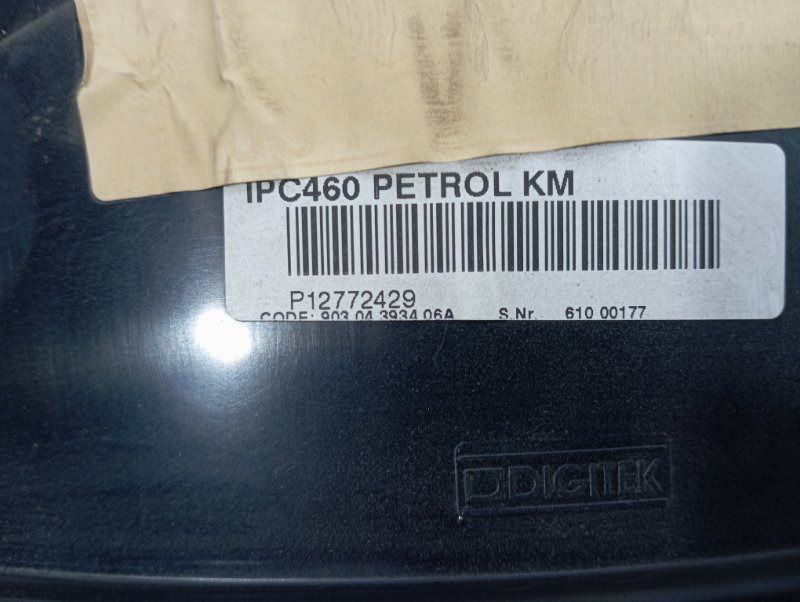 IPC460 PETROL KM
P12772429
CODE: 903.04.3934.06A S.Nr. 610 00177
DIGITEK